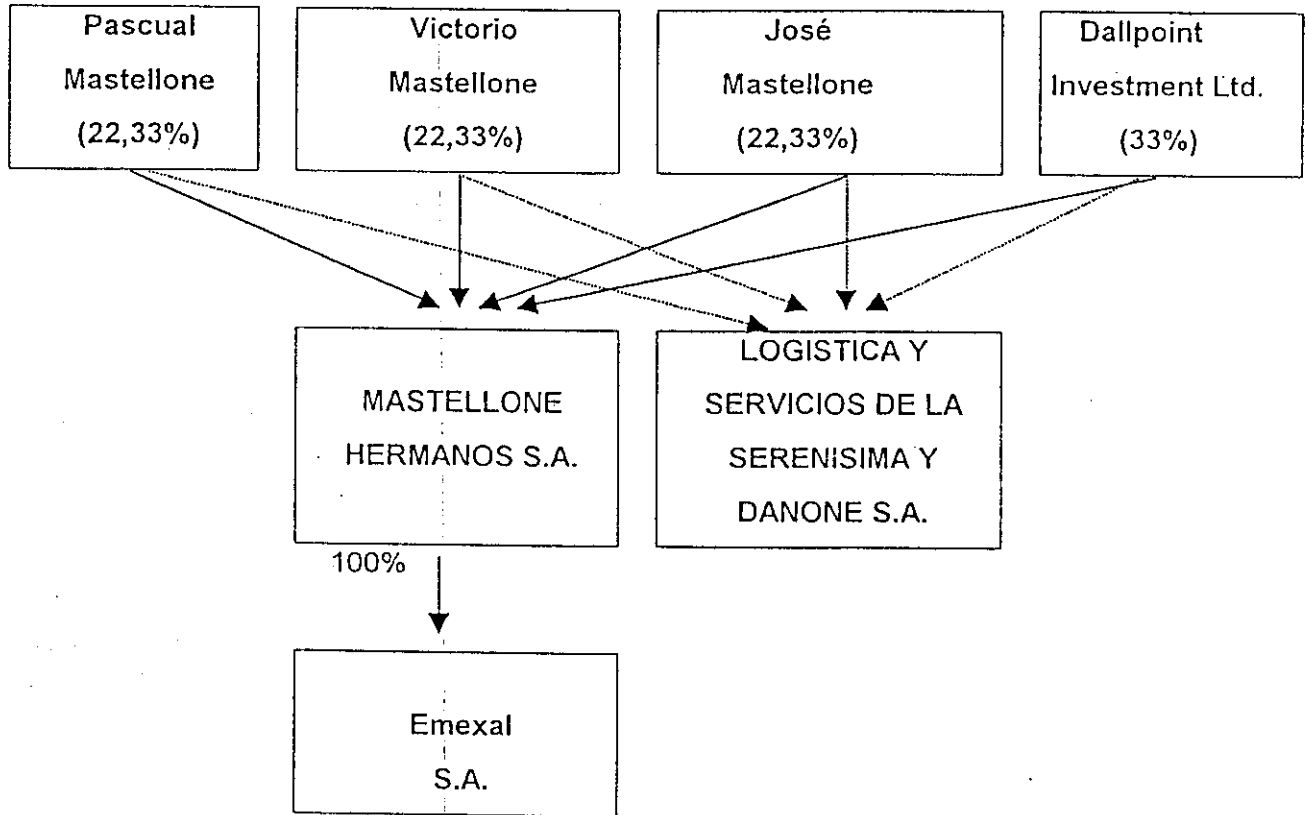 Pascual
Mastellone
(22,33%)
Victorio
Mastellone
(22,33%)
José
Mastellone
(22,33%)
Dallpoint
Investment Ltd.
(33%)
MASTELLONE
HERMANOS S.A.
LOGISTICA Y
SERVICIOS DE LA
SERENISIMA Y
DANONE S.A.
100%
Emexal
S.A.